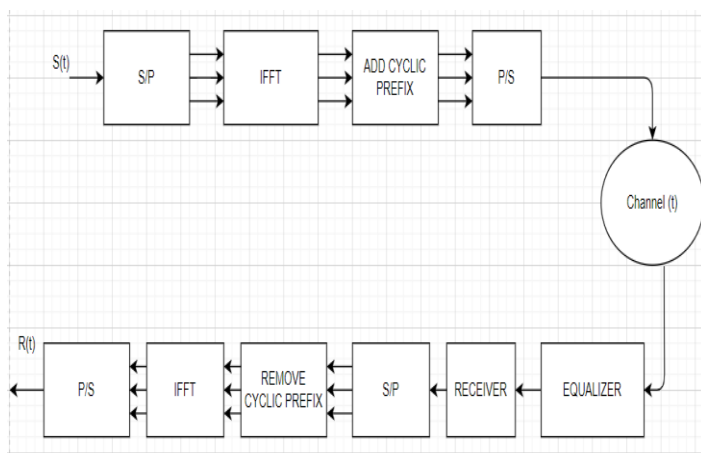 S(t)
S/P
IFFT
ADD CYCLIC
PREFIX
P/S
Channel (t)
R(t)
P/S
IFFT
REMOVE
CYCLIC PREFIX
S/P
RECEIVER
EQUALIZER